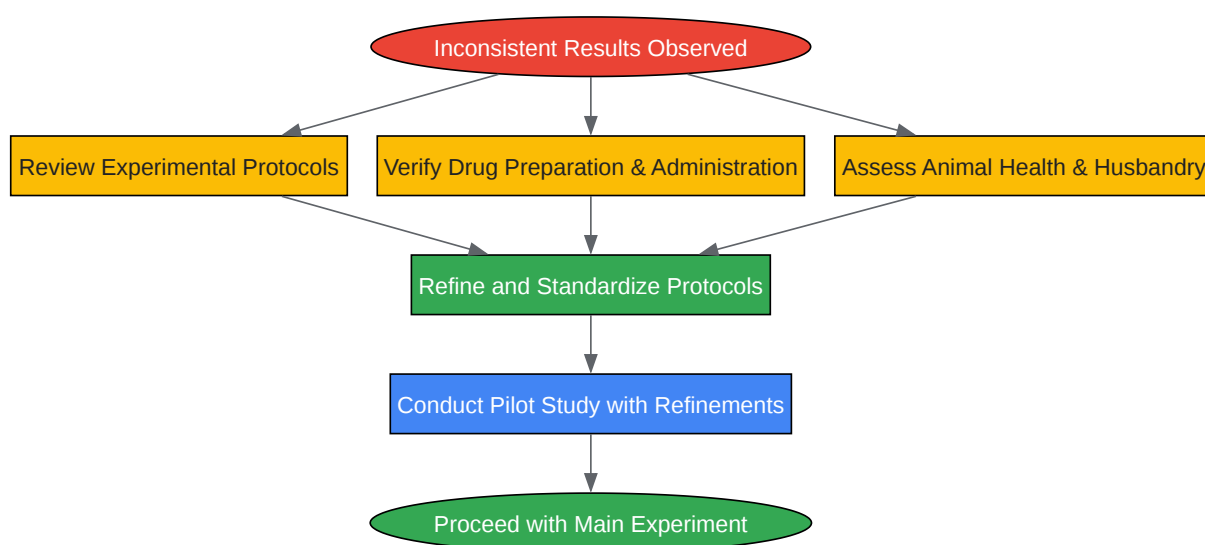 Inconsistent Results Observed
Review Experimental Protocols
Verify Drug Preparation & Administration
Assess Animal Health & Husbandry
Refine and Standardize Protocols
Conduct Pilot Study with Refinements
Proceed with Main Experiment